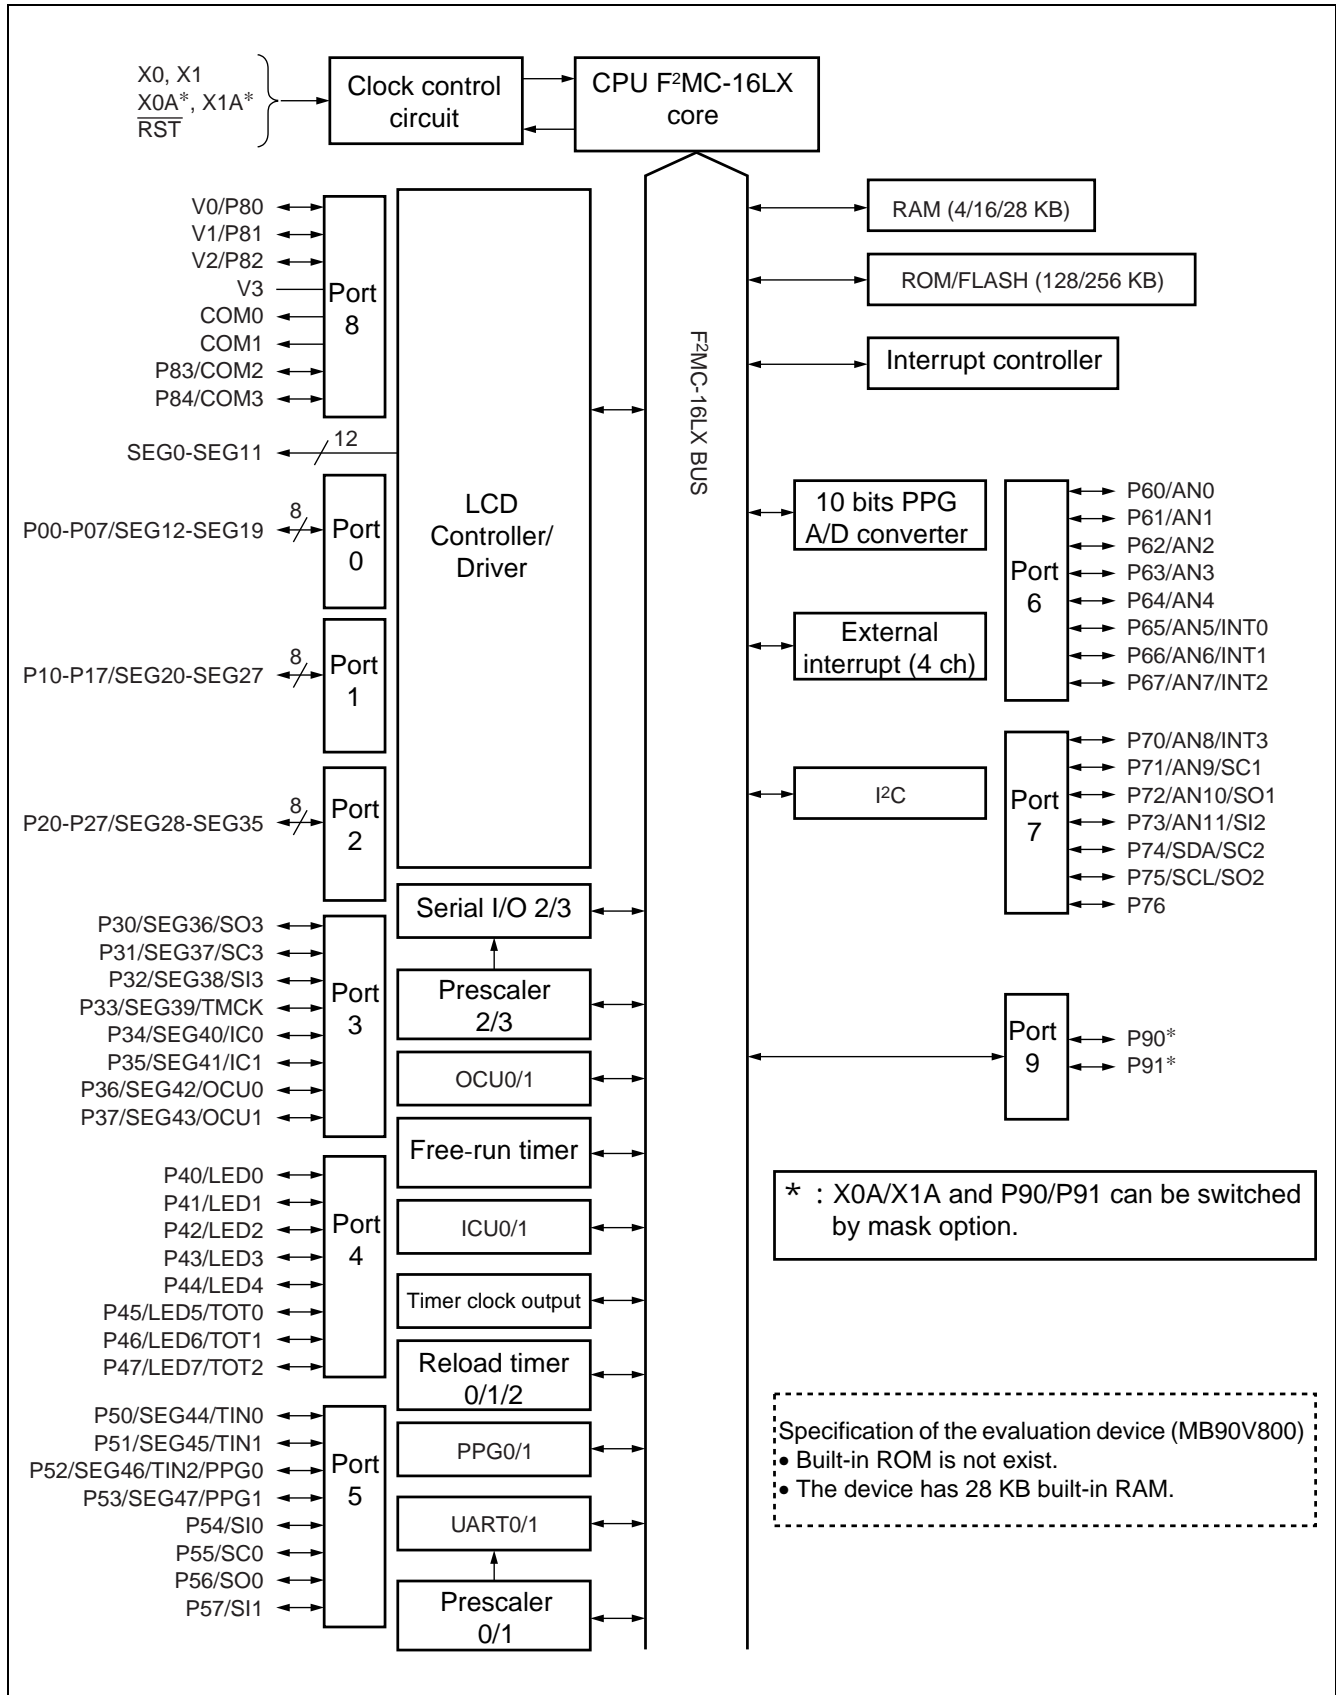 X0, X1
X0A*, X1A*
RST
Clock control
circuit
CPU F²MC-16LX
core
V0/P80
V1/P81
V2/P82
V3
COM0
COM1
P83/COM2
P84/COM3
Port
8
SEG0-SEG11
12
P00-P07/SEG12-SEG19
8
Port
0
P10-P17/SEG20-SEG27
8
Port
1
P20-P27/SEG28-SEG35
8
Port
2
LCD
Controller/
Driver
P30/SEG36/SO3
P31/SEG37/SC3
P32/SEG38/SI3
P33/SEG39/TMCK
P34/SEG40/IC0
P35/SEG41/IC1
P36/SEG42/OCU0
P37/SEG43/OCU1
Port
3
P40/LED0
P41/LED1
P42/LED2
P43/LED3
P44/LED4
P45/LED5/TOT0
P46/LED6/TOT1
P47/LED7/TOT2
Port
4
P50/SEG44/TIN0
P51/SEG45/TIN1
P52/SEG46/TIN2/PPG0
P53/SEG47/PPG1
P54/SI0
P55/SC0
P56/SO0
P57/SI1
Port
5
Serial I/O 2/3
Prescaler
2/3
OCU0/1
Free-run timer
ICU0/1
Timer clock output
Reload timer
0/1/2
PPG0/1
UART0/1
Prescaler
0/1
F²MC-16LX BUS
RAM (4/16/28 KB)
ROM/FLASH (128/256 KB)
Interrupt controller
10 bits PPG
A/D converter
External
interrupt (4 ch)
Port
6
P60/AN0
P61/AN1
P62/AN2
P63/AN3
P64/AN4
P65/AN5/INT0
P66/AN6/INT1
P67/AN7/INT2
I²C
Port
7
P70/AN8/INT3
P71/AN9/SC1
P72/AN10/SO1
P73/AN11/SI2
P74/SDA/SC2
P75/SCL/SO2
P76
Port
9
P90*
P91*
* : X0A/X1A and P90/P91 can be switched
by mask option.
Specification of the evaluation device (MB90V800)
• Built-in ROM is not exist.
• The device has 28 KB built-in RAM.